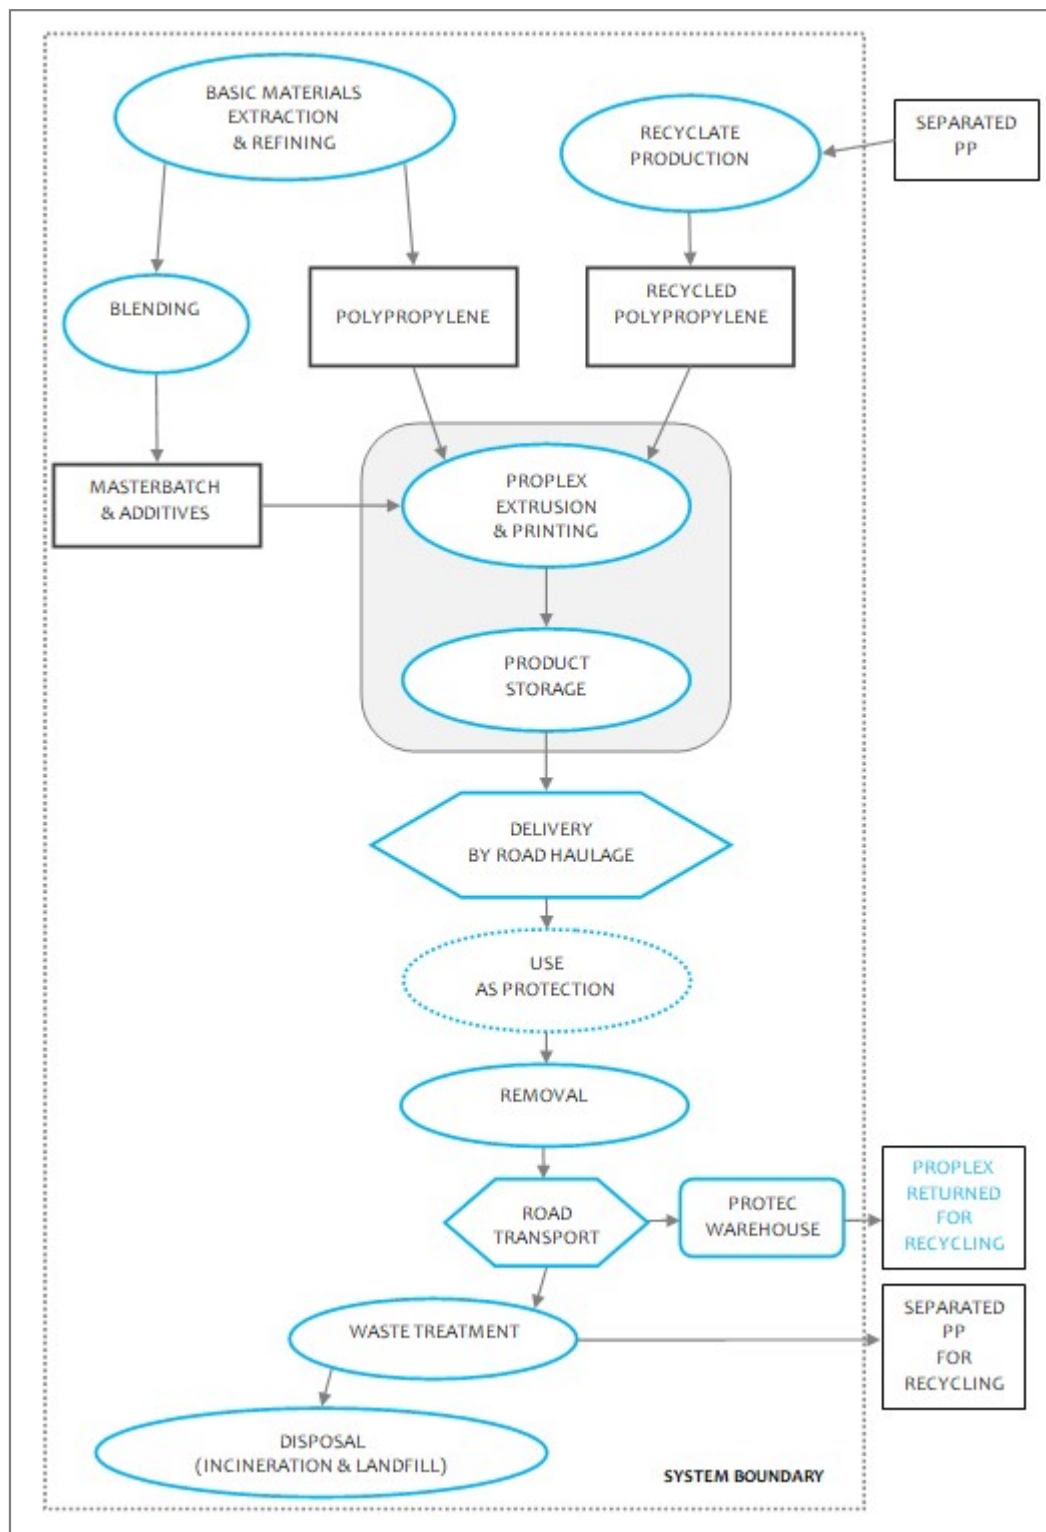 BASIC MATERIALS
EXTRACTION
& REFINING
RECYCLATE
PRODUCTION
SEPARATED
PP
BLENDING
POLYPROPYLENE
RECYCLED
POLYPROPYLENE
MASTERBATCH
& ADDITIVES
PROPLEX
EXTRUSION
& PRINTING
PRODUCT
STORAGE
DELIVERY
BY ROAD HAULAGE
USE
AS PROTECTION
REMOVAL
ROAD
TRANSPORT
PROTEC
WAREHOUSE
PROPLEX
RETURNED
FOR
RECYCLING
WASTE TREATMENT
SEPARATED
PP
FOR
RECYCLING
DISPOSAL
(INCINERATION & LANDFILL)
SYSTEM BOUNDARY